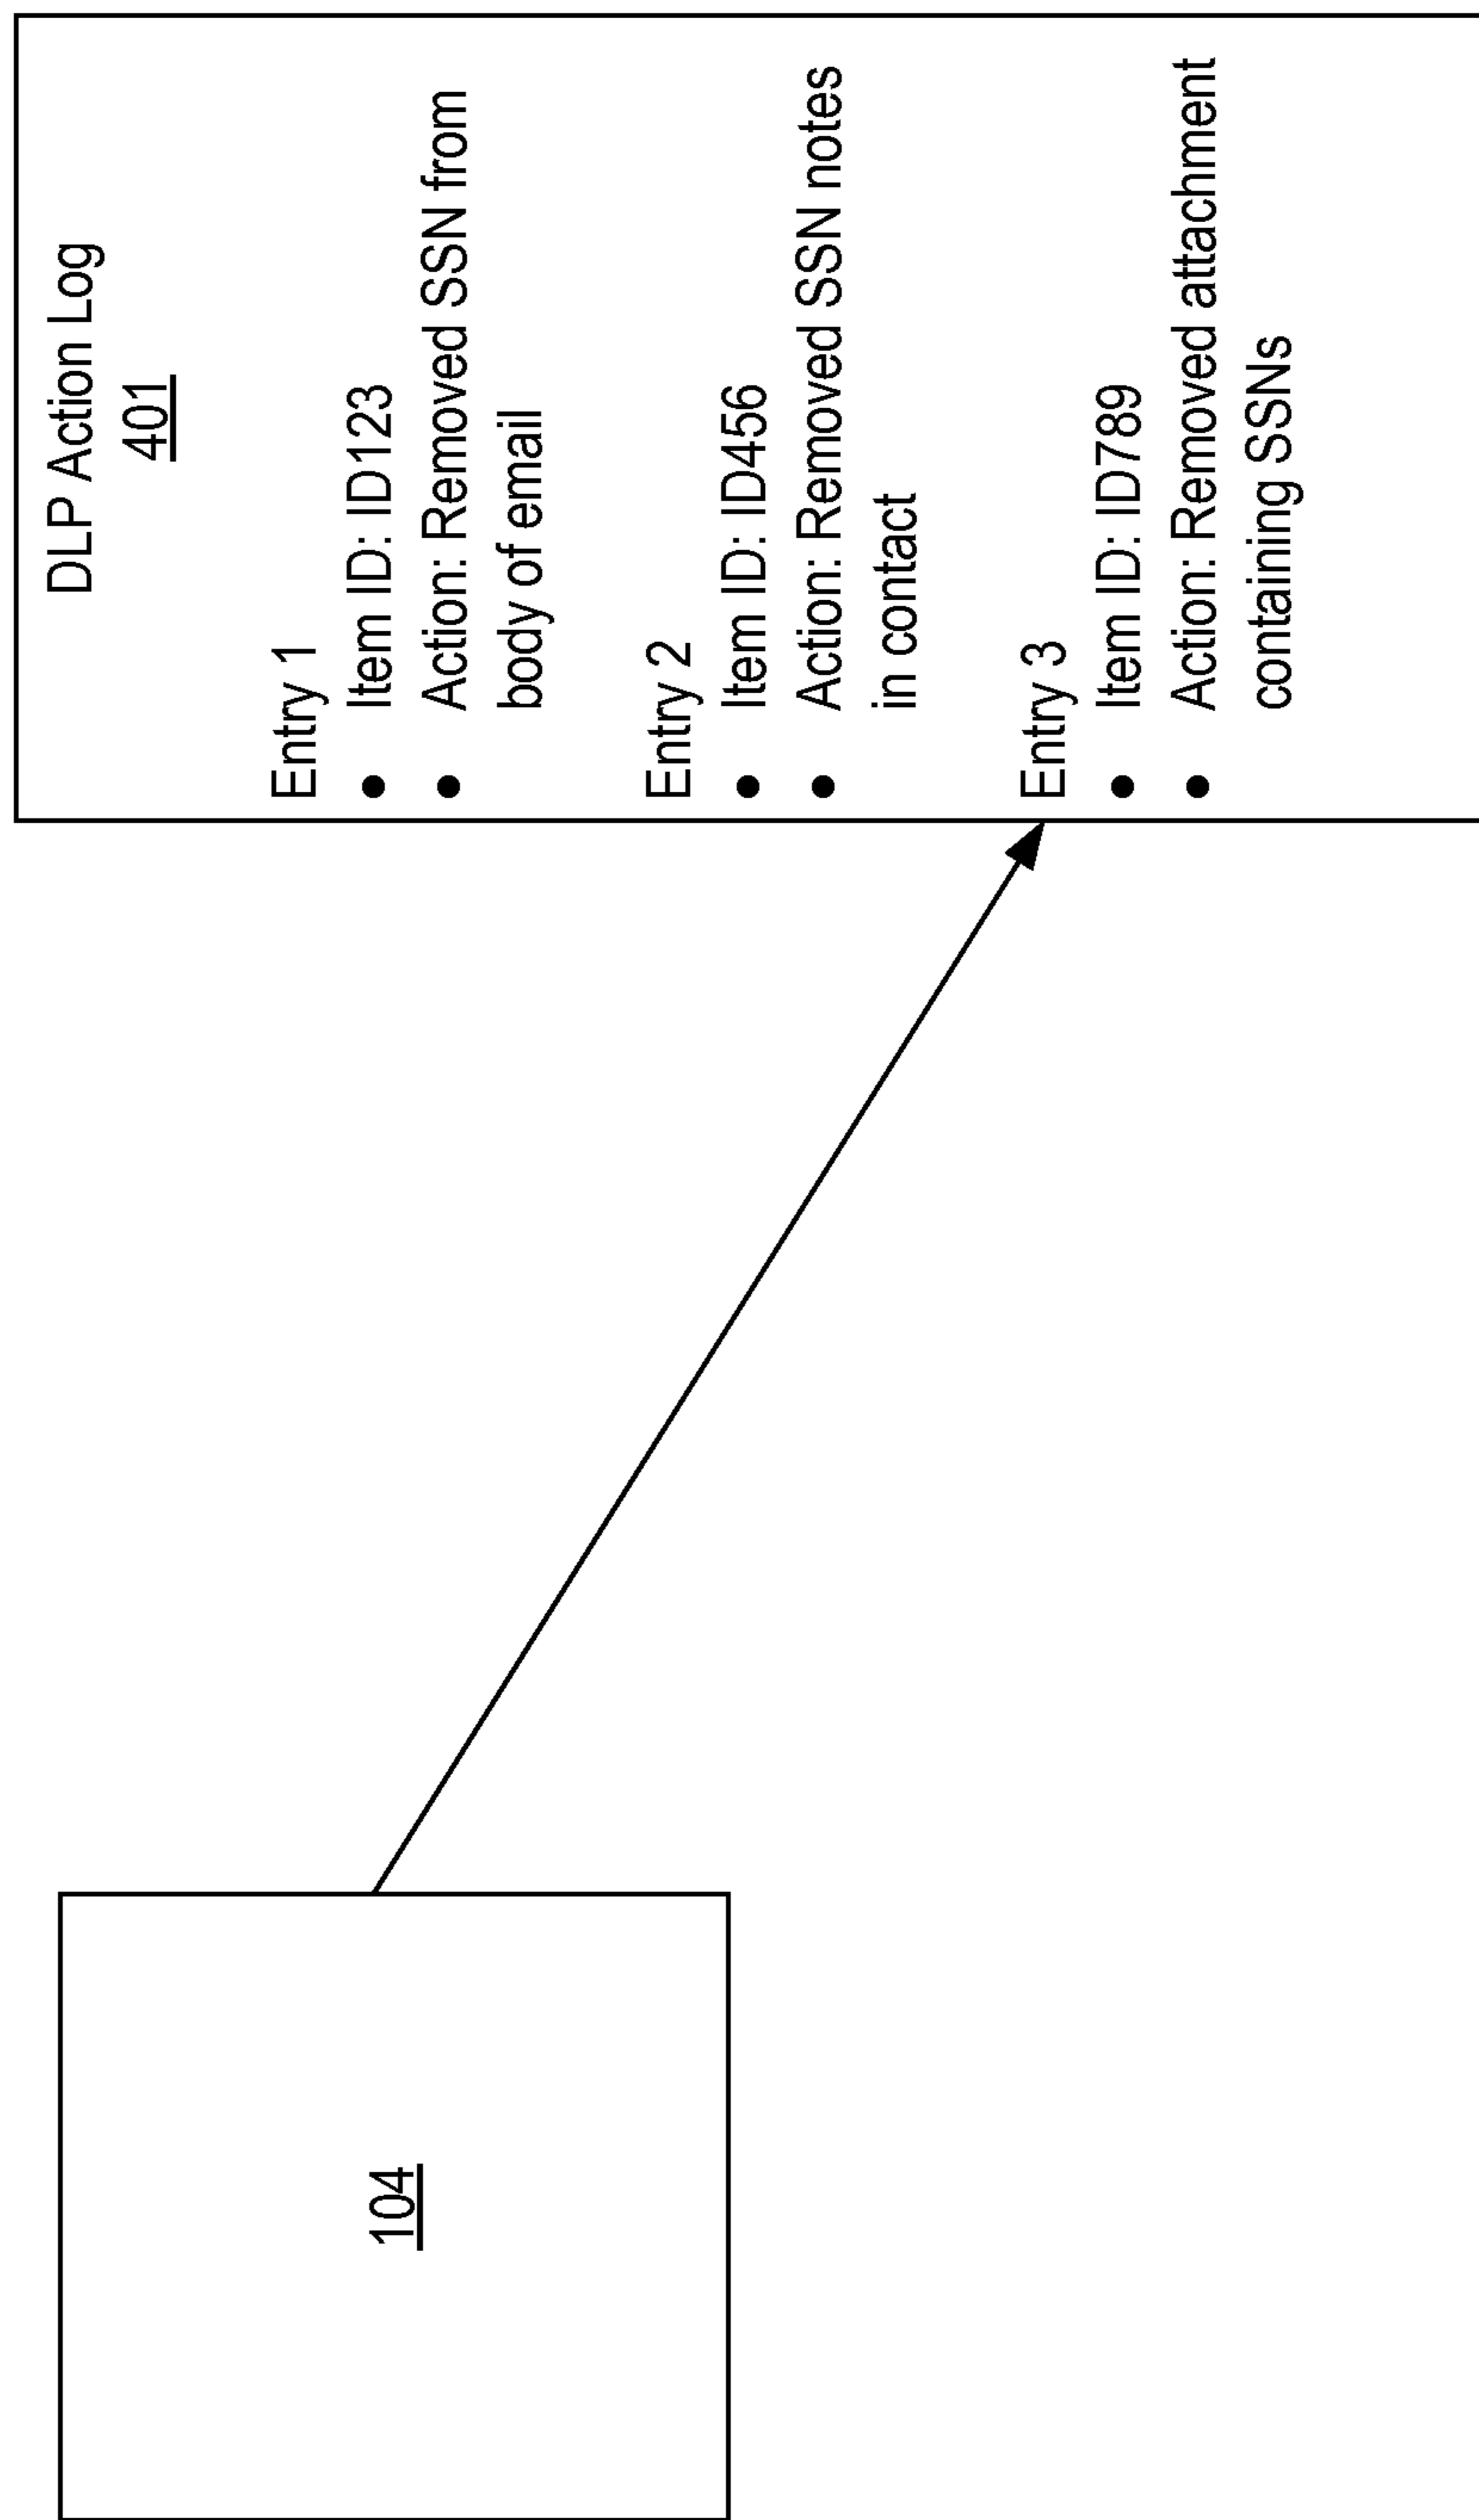 104
DLP Action Log
401
Entry 1
• Item ID: ID123
• Action: Removed SSN from
body of email
Entry 2
• Item ID: ID456
• Action: Removed SSN notes
in contact
Entry 3
• Item ID: ID789
• Action: Removed attachment
containing SSNs